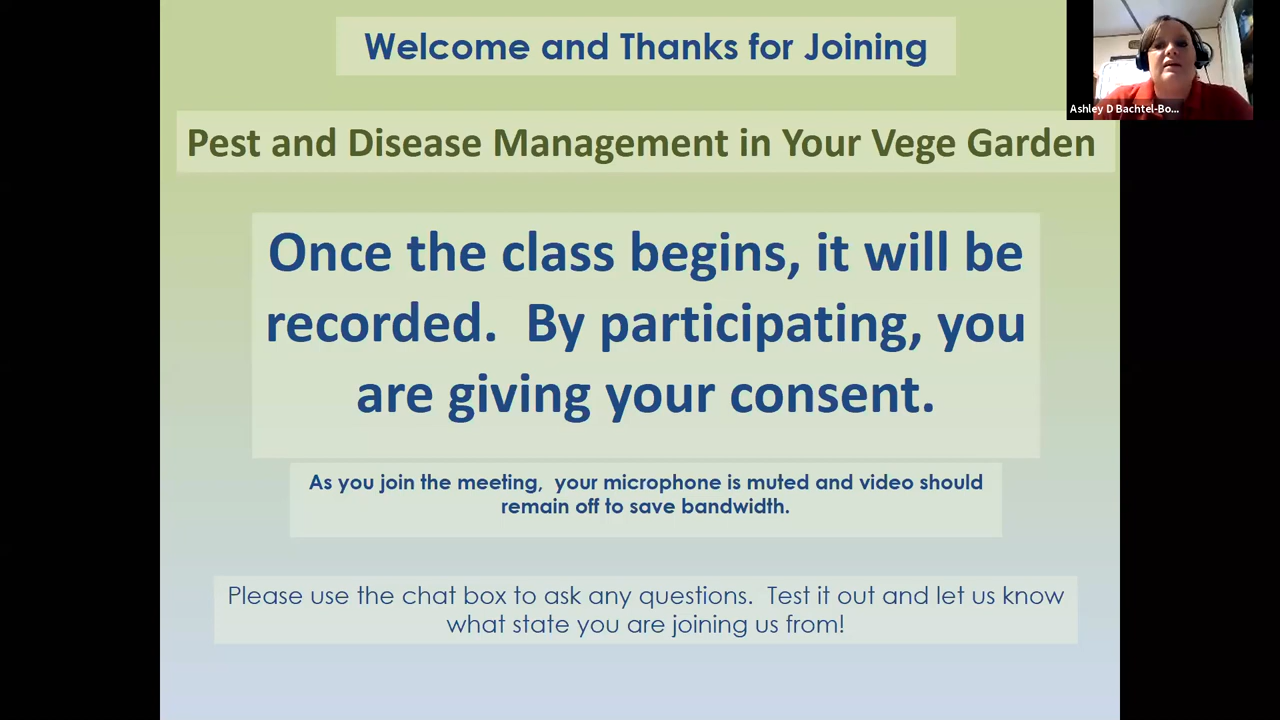 Welcome and Thanks for Joining
Ashley D Bachtel-Bo...
Pest and Disease Management in Your Vege Garden
Once the class begins, it will be
recorded.  By participating, you
are giving your consent.
As you join the meeting,  your microphone is muted and video should
remain off to save bandwidth.
Please use the chat box to ask any questions.  Test it out and let us know
what state you are joining us from!